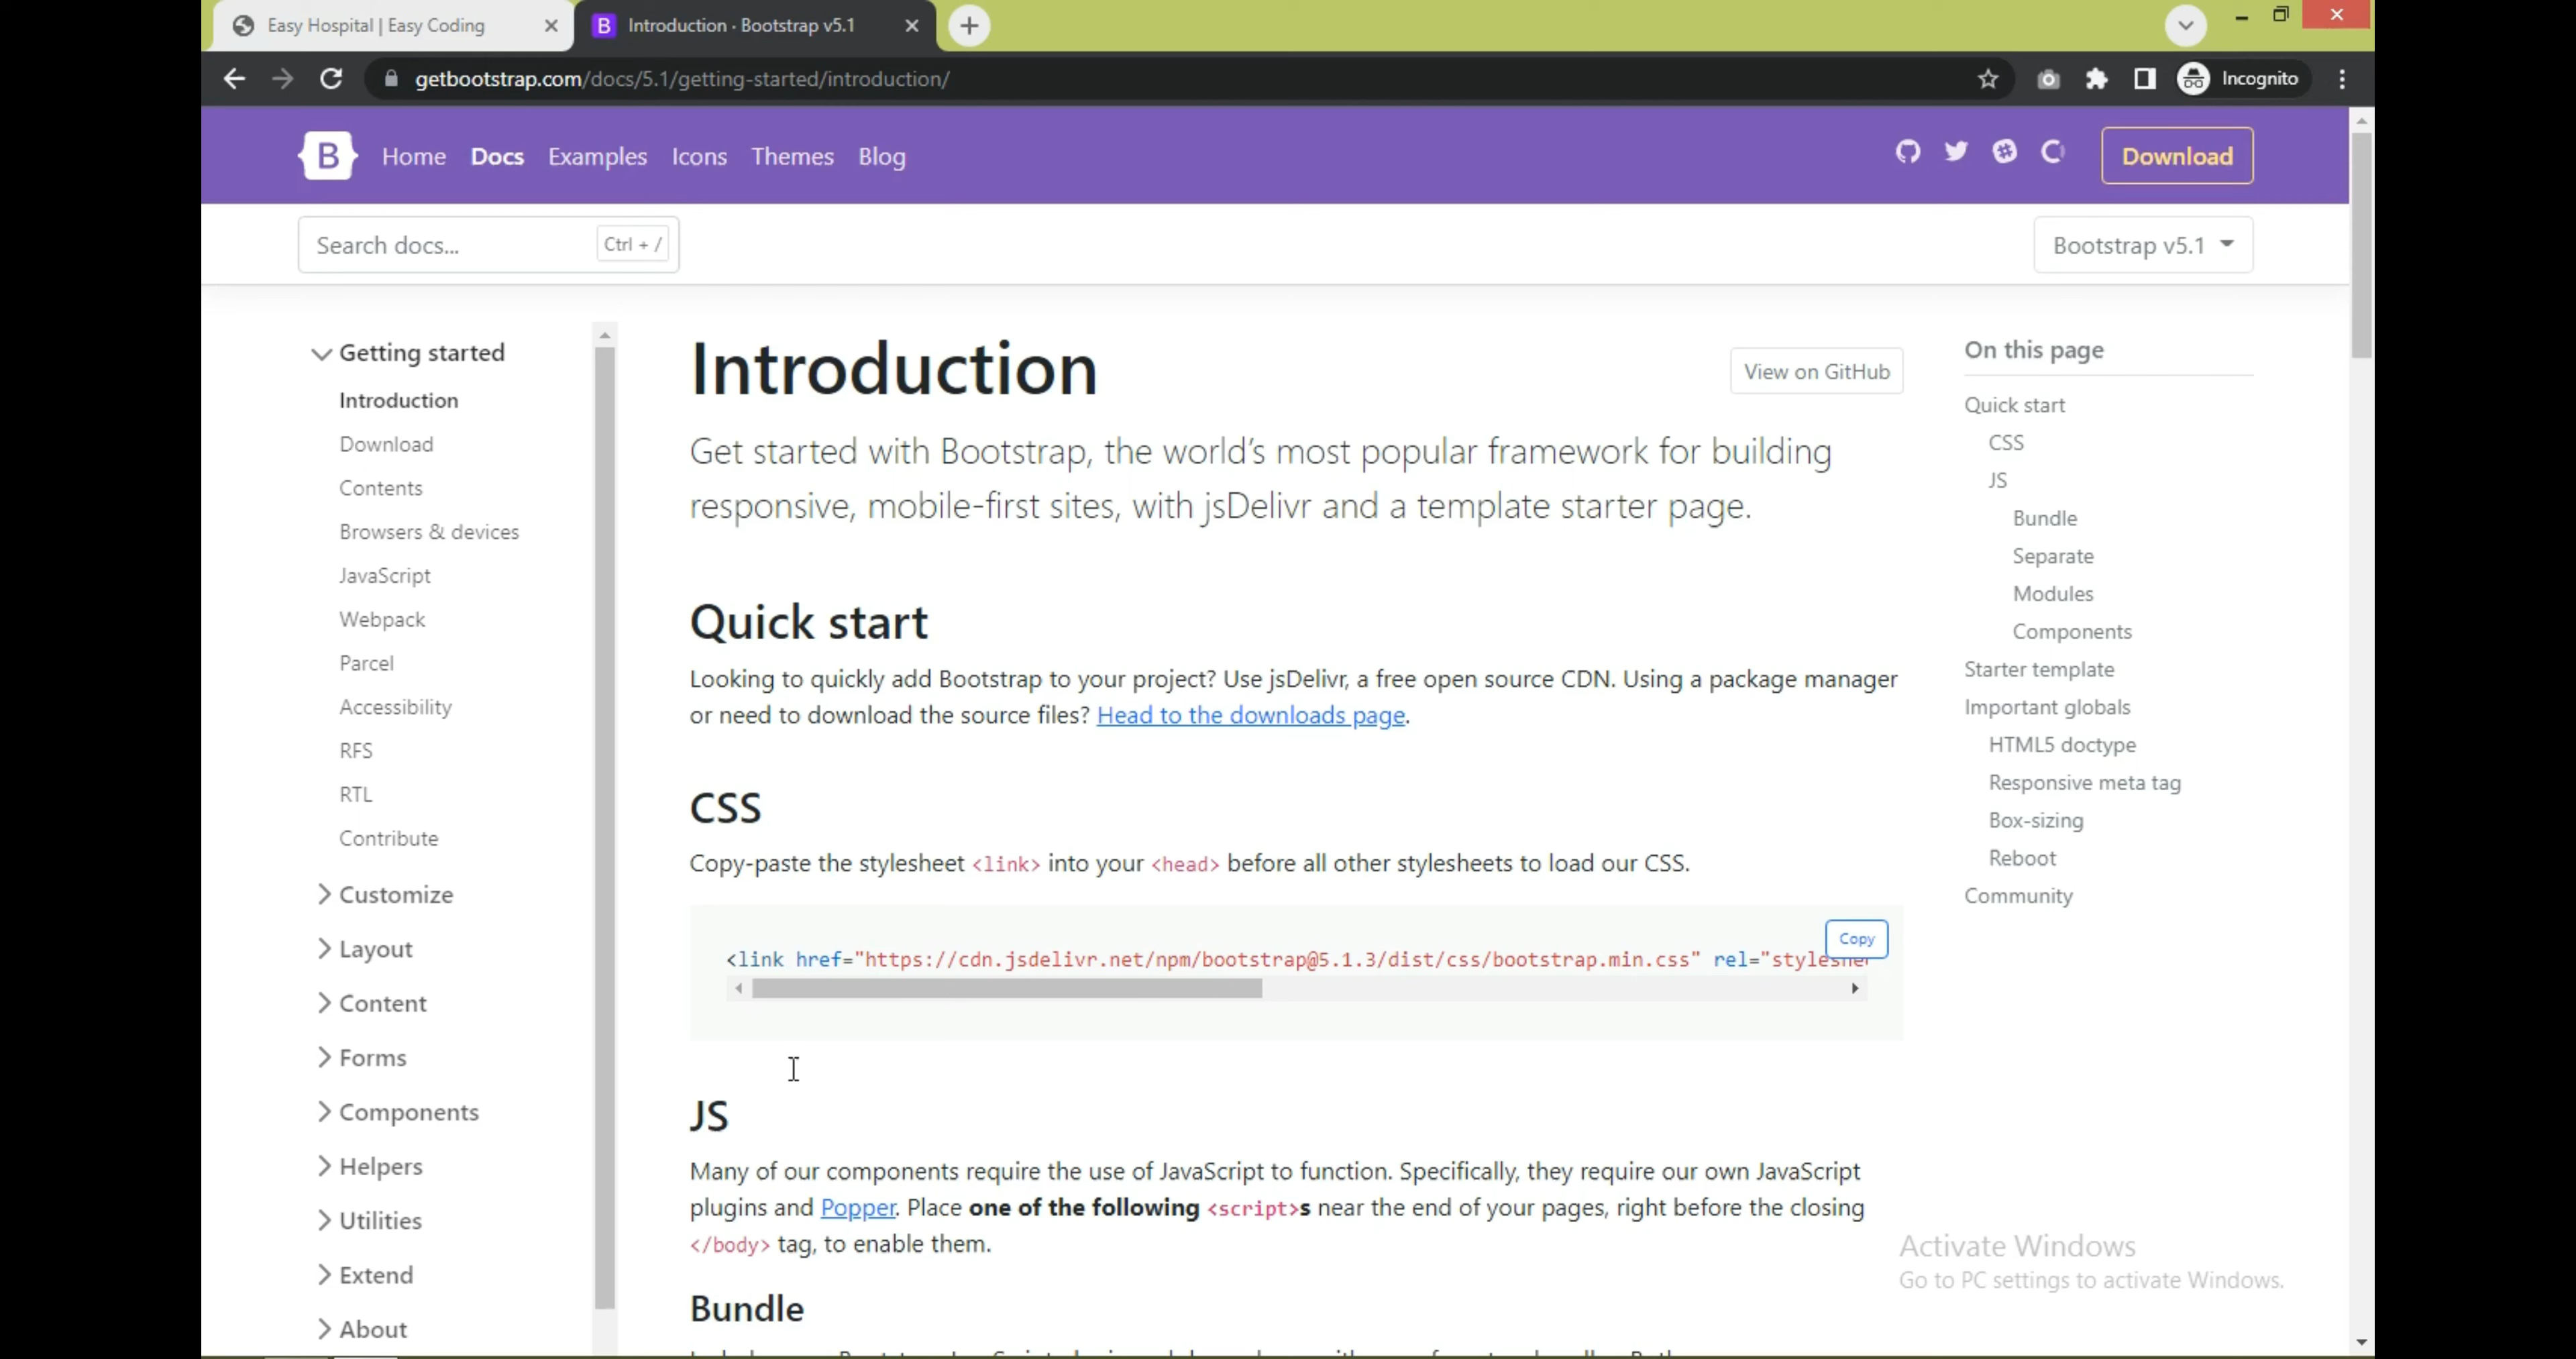 Easy Hospital | Easy Coding
Introduction · Bootstrap v5.1
getbootstrap.com/docs/5.1/getting-started/introduction/
Incognito
B
Home Docs Examples Icons Themes Blog
Download
Search docs...
Ctrl + /
Bootstrap v5.1
Getting started
Introduction
Download
Contents
Browsers & devices
JavaScript
Webpack
Parcel
Accessibility
RFS
RTL
Contribute
Customize
Layout
Content
Forms
Components
Helpers
Utilities
Extend
About
Introduction
View on GitHub
Get started with Bootstrap, the world's most popular framework for building
responsive, mobile-first sites, with jsDelivr and a template starter page.
Quick start
Looking to quickly add Bootstrap to your project? Use jsDelivr, a free open source CDN. Using a package manager
or need to download the source files? Head to the downloads page.
CSS
Copy-paste the stylesheet <link> into your <head> before all other stylesheets to load our CSS.
Copy
<link href="https://cdn.jsdelivr.net/npm/bootstrap@5.1.3/dist/css/bootstrap.min.css" rel="styleshe
JS
Many of our components require the use of JavaScript to function. Specifically, they require our own JavaScript
plugins and Popper. Place one of the following <script>s near the end of your pages, right before the closing
</body> tag, to enable them.
Bundle
On this page
Quick start
CSS
JS
Bundle
Separate
Modules
Components
Starter template
Important globals
HTML5 doctype
Responsive meta tag
Box-sizing
Reboot
Community
Activate Windows
Go to PC settings to activate Windows.